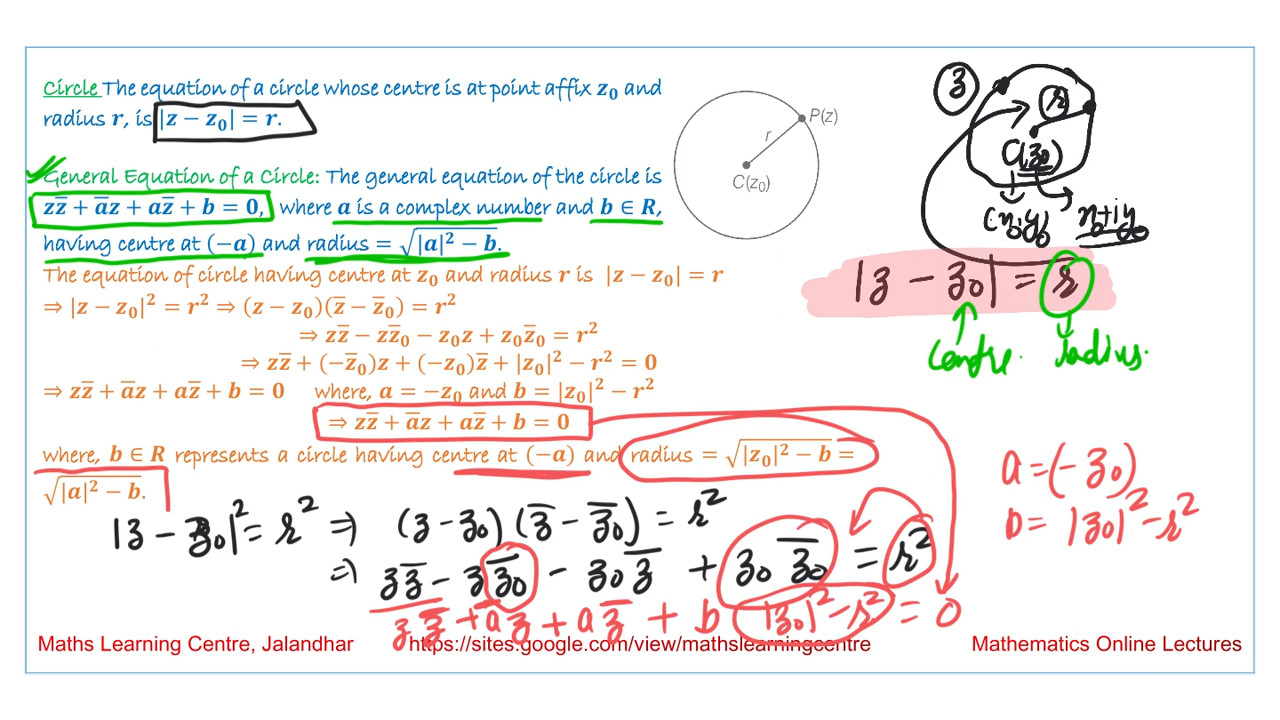 Circle The equation of a circle whose centre is at point affix z₀ and
radius r, is |z − z₀| = r.
General Equation of a Circle: The general equation of the circle is
zz̅ + a̅z + az̅ + b = 0, where a is a complex number and b ∈ R,
having centre at (−a) and radius = √(|a|² − b).
The equation of circle having centre at z₀ and radius r is |z − z₀| = r
⇒ |z − z₀|² = r² ⇒ (z − z₀)(z̅ − z̅₀) = r²
⇒ zz̅ − zz̅₀ − z₀z + z₀z̅₀ = r²
⇒ zz̅ + (−z̅₀)z + (−z₀)z̅ + |z₀|² − r² = 0
⇒ zz̅ + a̅z + az̅ + b = 0 where, a = −z₀ and b = |z₀|² − r²
⇒ zz̅ + a̅z + az̅ + b = 0
where, b ∈ R represents a circle having centre at (−a) and radius = √(|z₀|² − b) =
√(|a|² − b).
P(z)
r
C(z₀)
z
r
C(z₀)
(x₀, y₀) x₀+iy₀
|z − z₀| = r
Centre. radius.
a = (−z₀)
b = |z₀|² − r²
|z − z₀|² = r² ⇒ (z − z₀)(z̅ − z̅₀) = r²
⇒ zz̅ − zz̅₀ − z₀z̅ + z₀z̅₀ = r²
zz̅ + a̅z + az̅ + b |z₀|² − r² = 0
Maths Learning Centre, Jalandhar https://sites.google.com/view/mathslearningcentre Mathematics Online Lectures